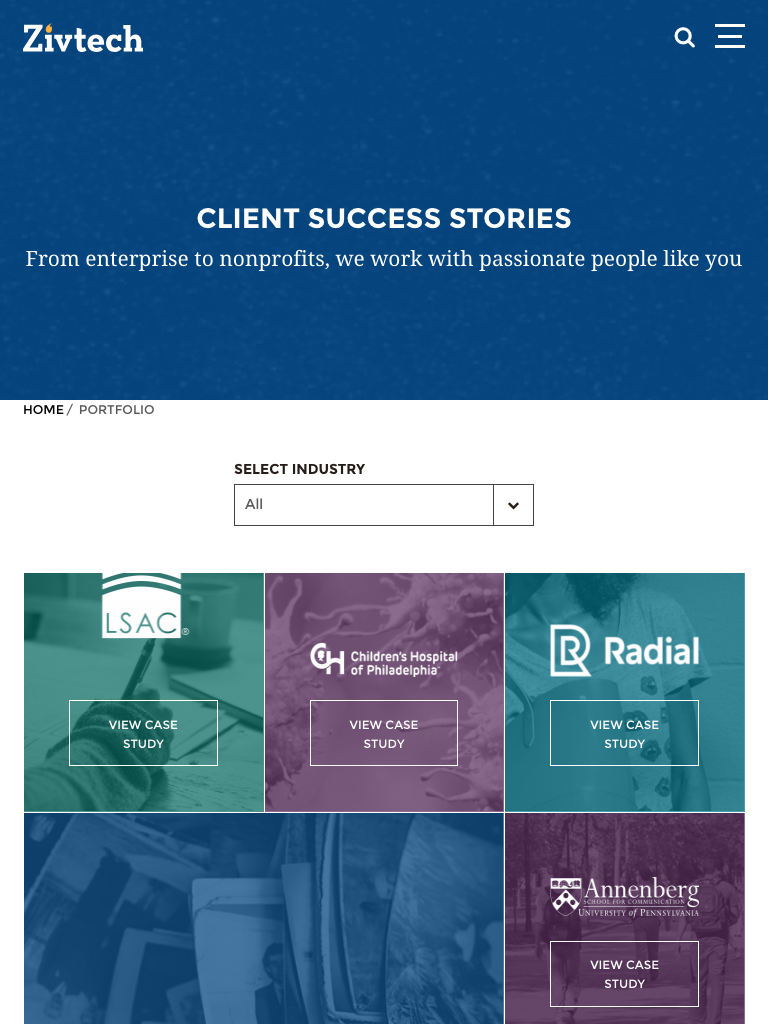 Zivtech
CLIENT SUCCESS STORIES
From enterprise to nonprofits, we work with passionate people like you
HOME / PORTFOLIO
SELECT INDUSTRY
All
LSAC®
VIEW CASE
STUDY
Children's Hospital
of Philadelphia
VIEW CASE
STUDY
Radial
VIEW CASE
STUDY
Annenberg
SCHOOL FOR COMMUNICATION
UNIVERSITY of PENNSYLVANIA
VIEW CASE
STUDY